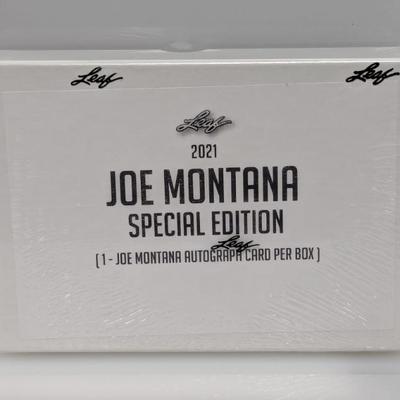 Leaf Leaf
Leaf
2021
JOE MONTANA
SPECIAL EDITION
Leaf
( 1 - JOE MONTANA AUTOGRAPH CARD PER BOX )